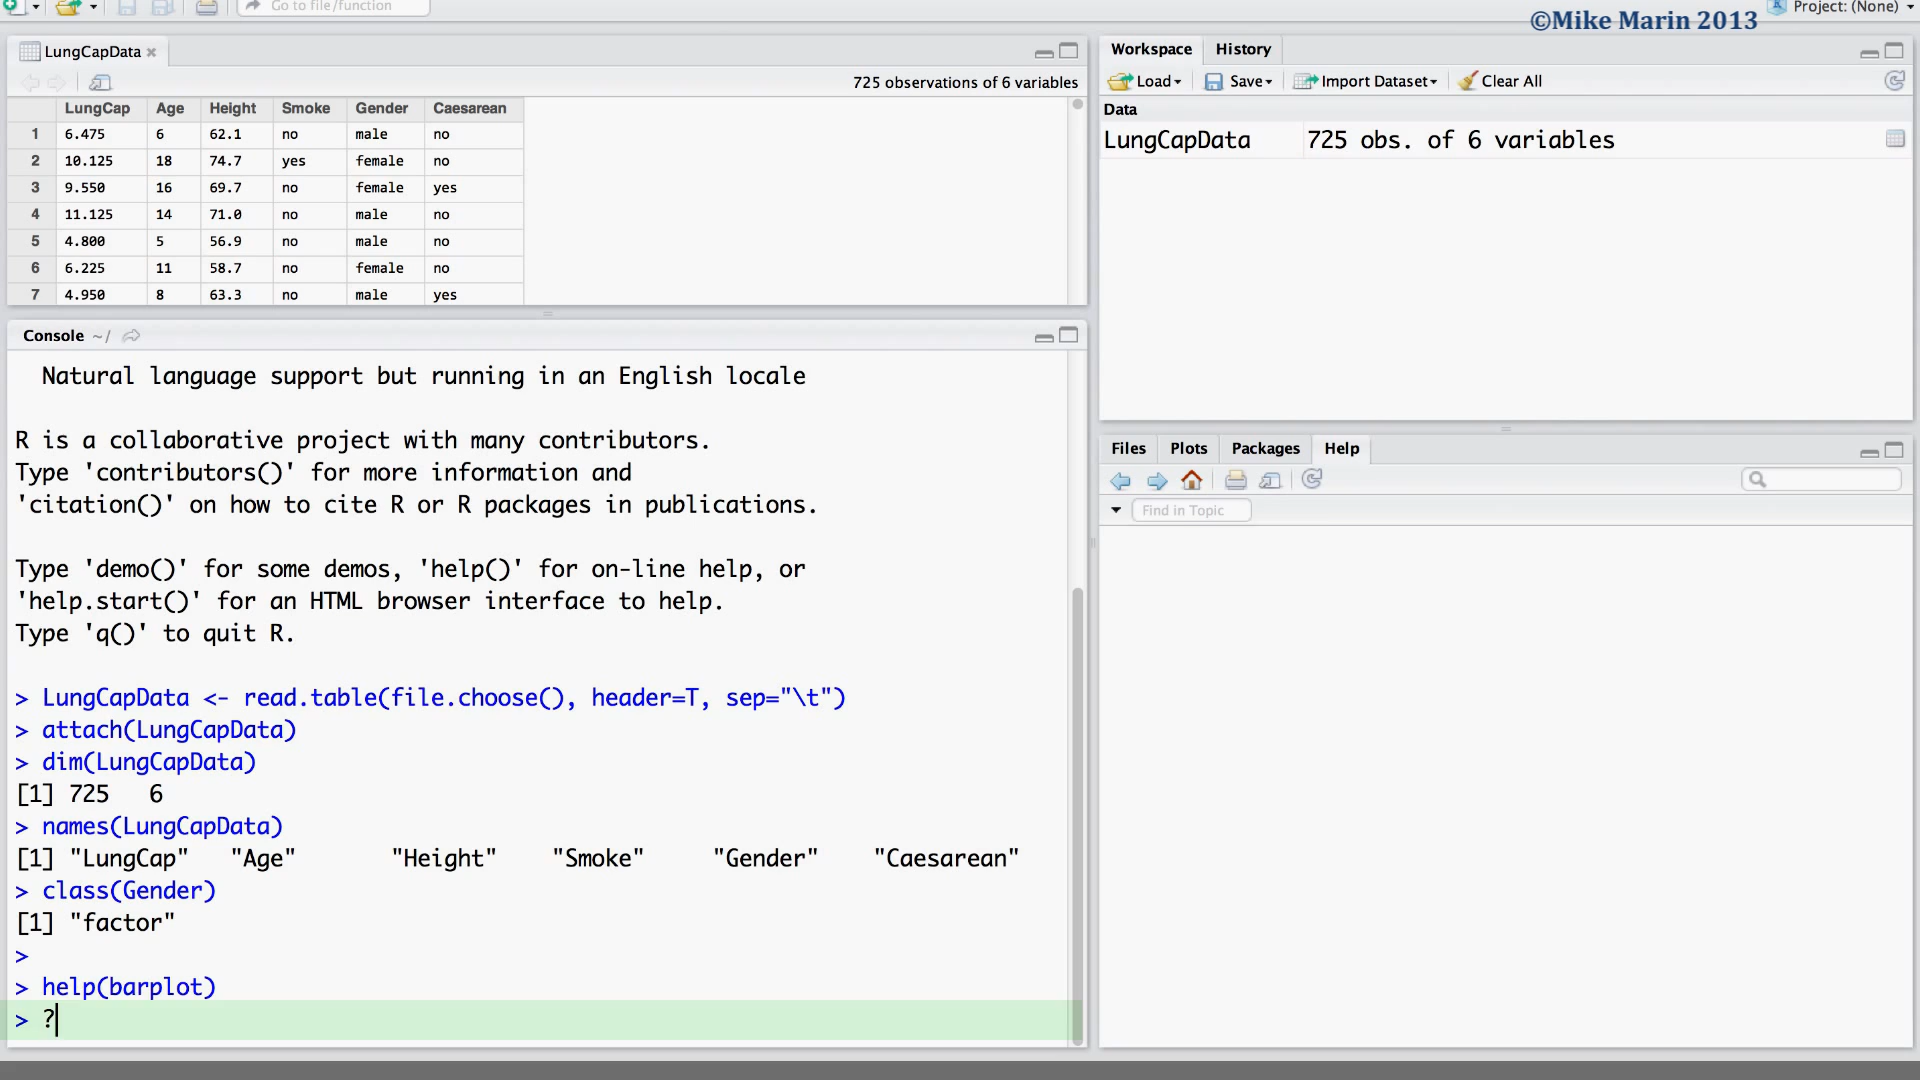 Go to file/function
Project: (None)
©Mike Marin 2013
LungCapData
725 observations of 6 variables
LungCap Age Height Smoke Gender Caesarean
1 6.475 6 62.1 no male no
2 10.125 18 74.7 yes female no
3 9.550 16 69.7 no female yes
4 11.125 14 71.0 no male no
5 4.800 5 56.9 no male no
6 6.225 11 58.7 no female no
7 4.950 8 63.3 no male yes
Console ~/
Natural language support but running in an English locale
R is a collaborative project with many contributors.
Type 'contributors()' for more information and
'citation()' on how to cite R or R packages in publications.
Type 'demo()' for some demos, 'help()' for on-line help, or
'help.start()' for an HTML browser interface to help.
Type 'q()' to quit R.
> LungCapData <- read.table(file.choose(), header=T, sep="\t")
> attach(LungCapData)
> dim(LungCapData)
[1] 725 6
> names(LungCapData)
[1] "LungCap" "Age" "Height" "Smoke" "Gender" "Caesarean"
> class(Gender)
[1] "factor"
>
> help(barplot)
> ?
Workspace History
Load Save Import Dataset Clear All
Data
LungCapData 725 obs. of 6 variables
Files Plots Packages Help
Find in Topic